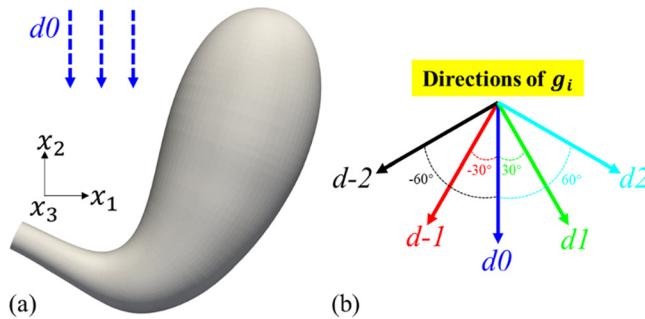 d0
x₂
x₁
x₃
(a)
Directions of gᵢ
d-2
-60°
-30°
30°
60°
d2
d-1
d0
d1
(b)